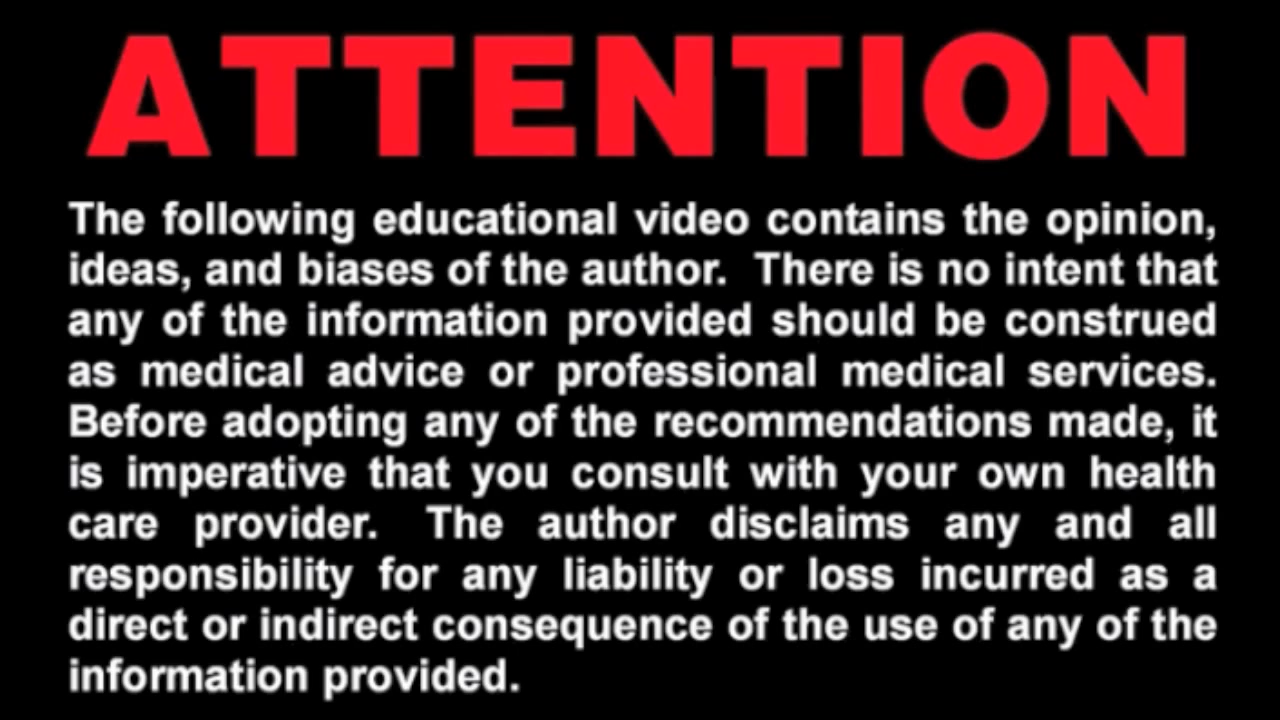 ATTENTION
The following educational video contains the opinion,
ideas, and biases of the author.  There is no intent that
any of the information provided should be construed
as medical advice or professional medical services.
Before adopting any of the recommendations made, it
is imperative that you consult with your own health
care provider.  The author disclaims any and all
responsibility for any liability or loss incurred as a
direct or indirect consequence of the use of any of the
information provided.